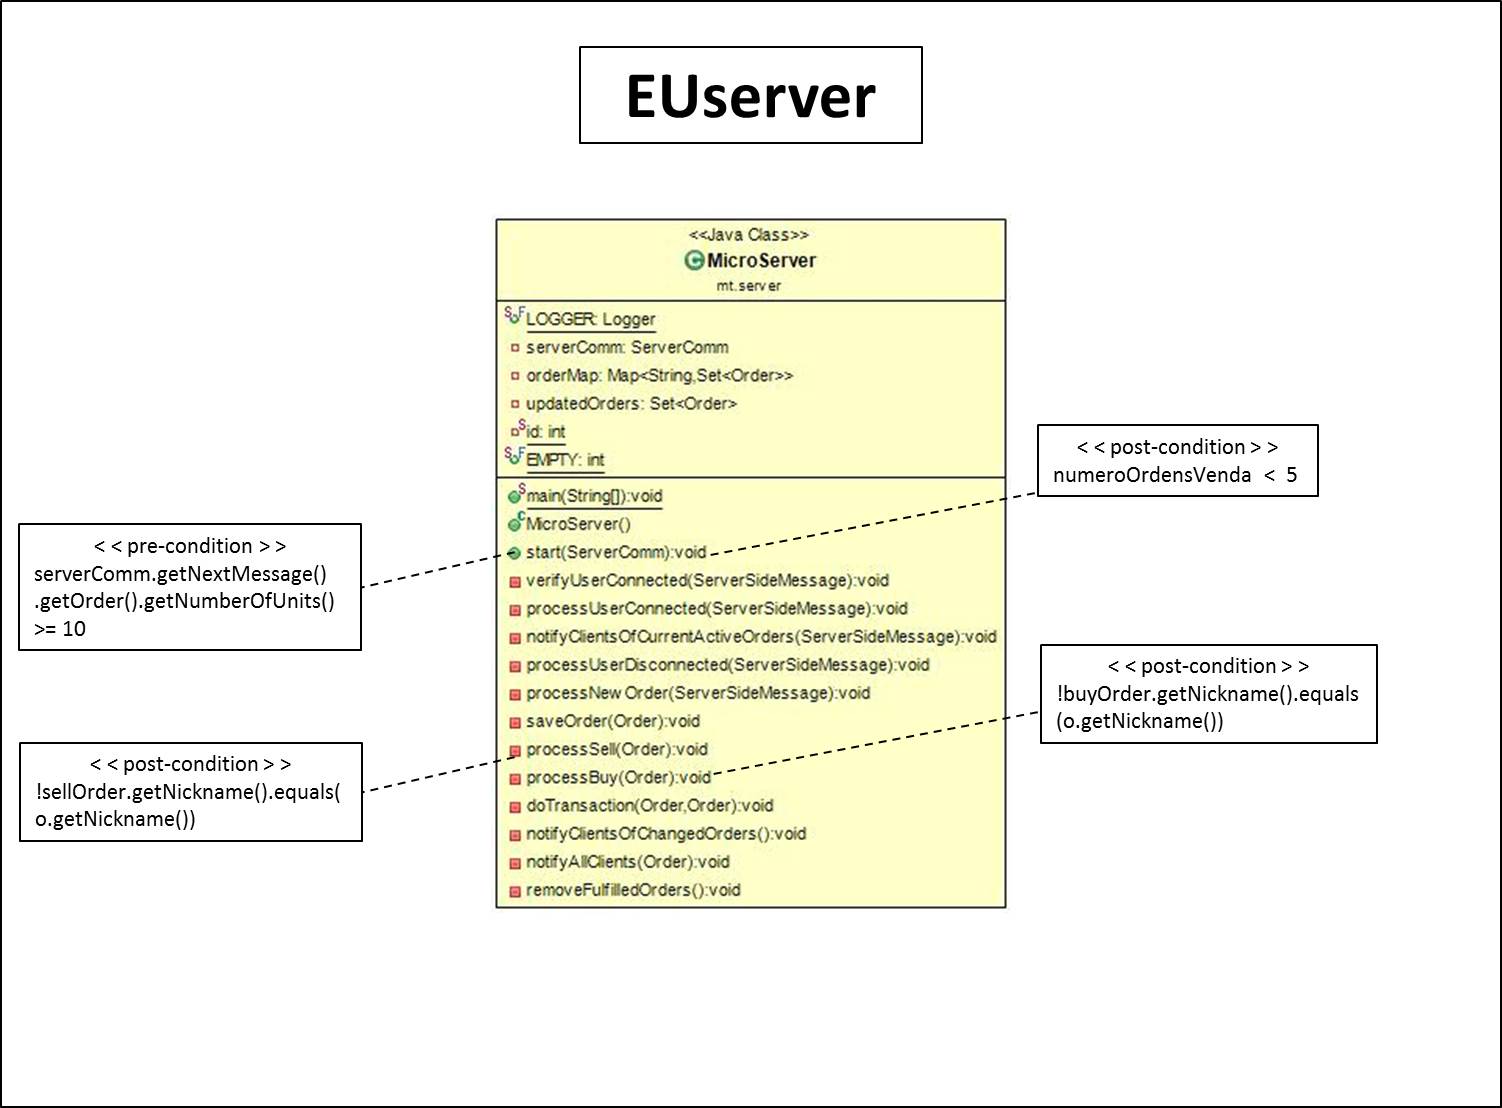 EUserver
<<Java Class>>
MicroServer
mt.server
LOGGER: Logger
serverComm: ServerComm
orderMap: Map<String,Set<Order>>
updatedOrders: Set<Order>
id: int
EMPTY: int
main(String[]):void
MicroServer()
start(ServerComm):void
verifyUserConnected(ServerSideMessage):void
processUserConnected(ServerSideMessage):void
notifyClientsOfCurrentActiveOrders(ServerSideMessage):void
processUserDisconnected(ServerSideMessage):void
processNewOrder(ServerSideMessage):void
saveOrder(Order):void
processSell(Order):void
processBuy(Order):void
doTransaction(Order,Order):void
notifyClientsOfChangedOrders():void
notifyAllClients(Order):void
removeFulfilledOrders():void
< < post-condition > >
numeroOrdensVenda < 5
< < pre-condition > >
serverComm.getNextMessage()
.getOrder().getNumberOfUnits()
>= 10
< < post-condition > >
!buyOrder.getNickname().equals
(o.getNickname())
< < post-condition > >
!sellOrder.getNickname().equals(
o.getNickname())